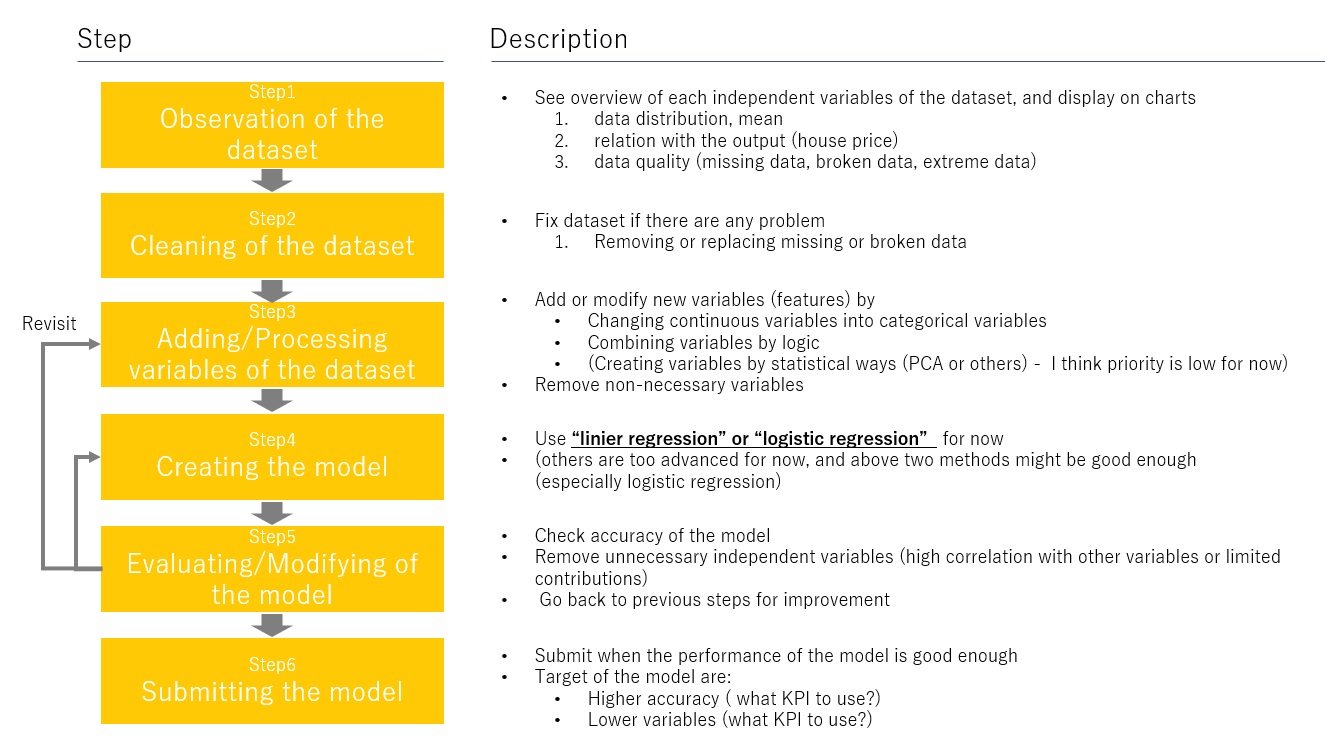 Step
Description
Step1
Observation of the
dataset
• See overview of each independent variables of the dataset, and display on charts
1. data distribution, mean
2. relation with the output (house price)
3. data quality (missing data, broken data, extreme data)
Step2
Cleaning of the dataset
• Fix dataset if there are any problem
1. Removing or replacing missing or broken data
Revisit
Step3
Adding/Processing
variables of the dataset
• Add or modify new variables (features) by
• Changing continuous variables into categorical variables
• Combining variables by logic
• (Creating variables by statistical ways (PCA or others) - I think priority is low for now)
• Remove non-necessary variables
Step4
Creating the model
• Use “linier regression” or “logistic regression” for now
• (others are too advanced for now, and above two methods might be good enough
(especially logistic regression)
Step5
Evaluating/Modifying of
the model
• Check accuracy of the model
• Remove unnecessary independent variables (high correlation with other variables or limited
contributions)
• Go back to previous steps for improvement
Step6
Submitting the model
• Submit when the performance of the model is good enough
• Target of the model are:
• Higher accuracy ( what KPI to use?)
• Lower variables (what KPI to use?)